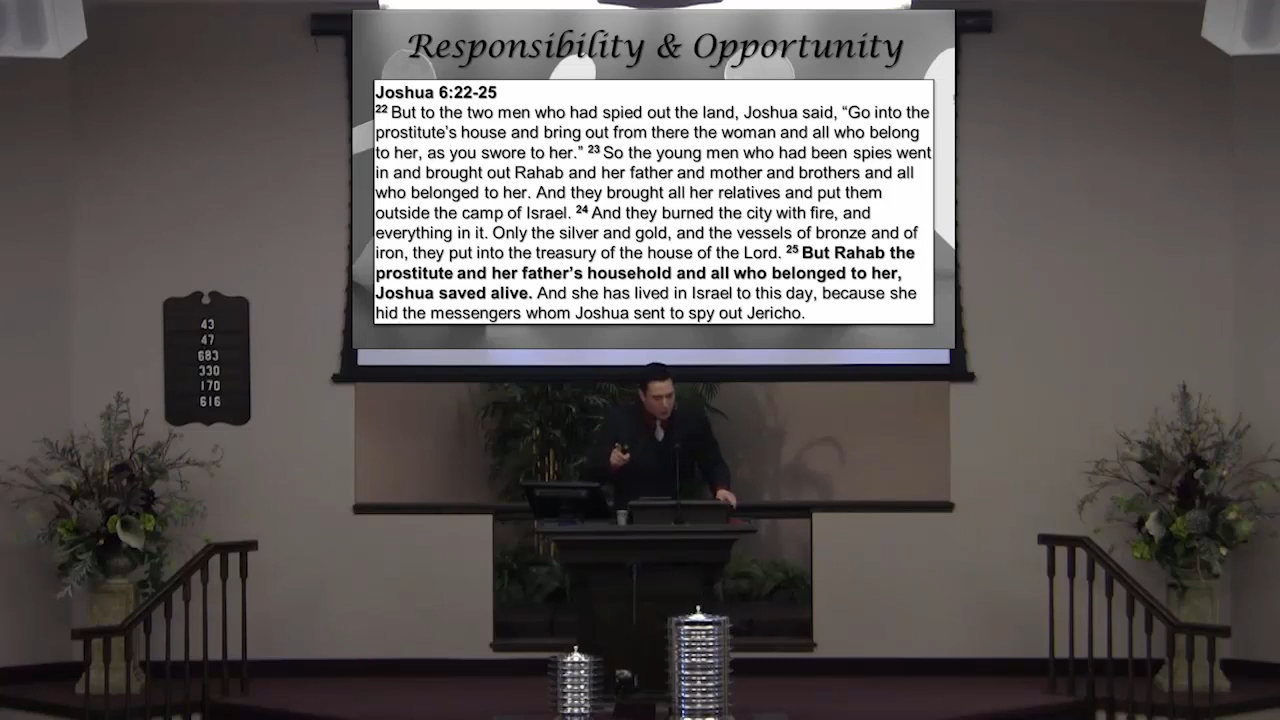 Responsibility & Opportunity
Joshua 6:22-25
22 But to the two men who had spied out the land, Joshua said, “Go into the
prostitute’s house and bring out from there the woman and all who belong
to her, as you swore to her.” 23 So the young men who had been spies went
in and brought out Rahab and her father and mother and brothers and all
who belonged to her. And they brought all her relatives and put them
outside the camp of Israel. 24 And they burned the city with fire, and
everything in it. Only the silver and gold, and the vessels of bronze and of
iron, they put into the treasury of the house of the Lord. 25 But Rahab the
prostitute and her father’s household and all who belonged to her,
Joshua saved alive. And she has lived in Israel to this day, because she
hid the messengers whom Joshua sent to spy out Jericho.
43
47
683
330
170
616